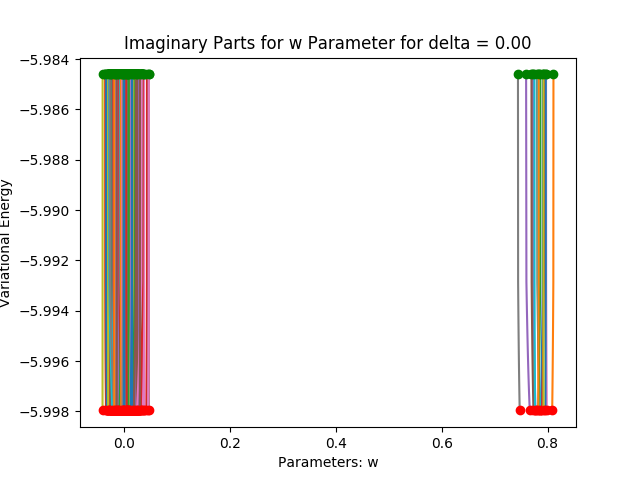 Imaginary Parts for w Parameter for delta = 0.00
Variational Energy
−5.984
−5.986
−5.988
−5.990
−5.992
−5.994
−5.996
−5.998
0.0 0.2 0.4 0.6 0.8
Parameters: w